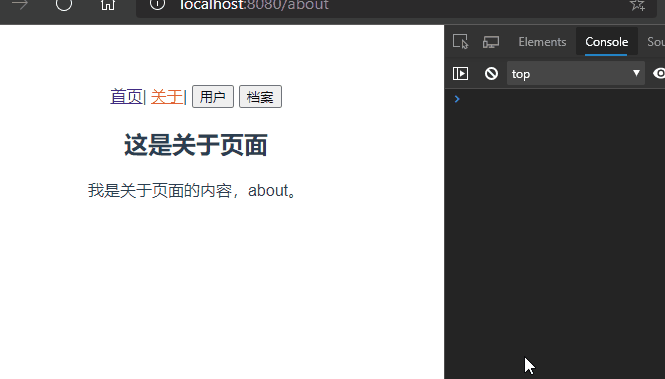 localhost:8080/about
Elements Console Sou
top
首页| 关于| 用户 档案
这是关于页面
我是关于页面的内容，about。